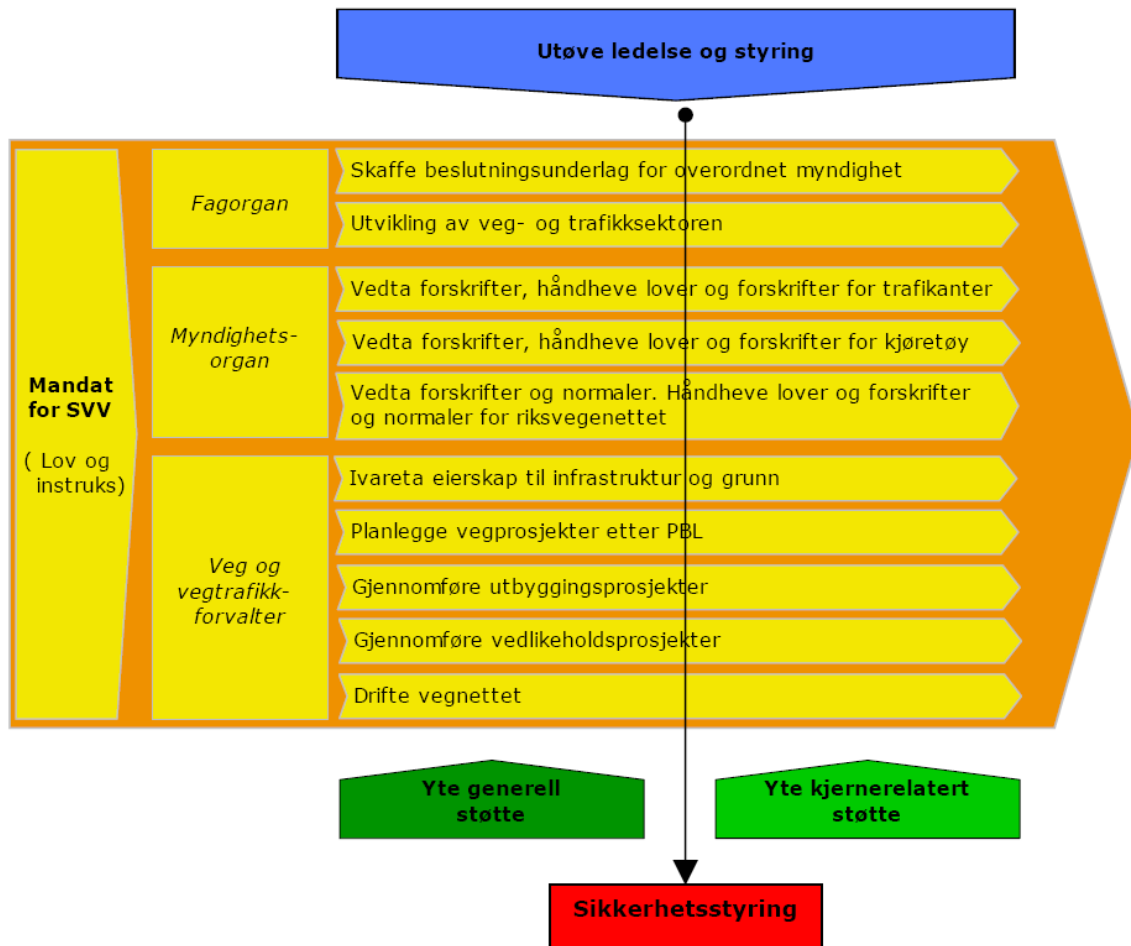 Utøve ledelse og styring
Mandat
for SVV
( Lov og
instruks)
Fagorgan
Skaffe beslutningsunderlag for overordnet myndighet
Utvikling av veg- og trafikksektoren
Myndighets-
organ
Vedta forskrifter, håndheve lover og forskrifter for trafikanter
Vedta forskrifter, håndheve lover og forskrifter for kjøretøy
Vedta forskrifter og normaler. Håndheve lover og forskrifter
og normaler for riksvegenettet
Veg og
vegtrafikk-
forvalter
Ivareta eierskap til infrastruktur og grunn
Planlegge vegprosjekter etter PBL
Gjennomføre utbyggingsprosjekter
Gjennomføre vedlikeholdsprosjekter
Drifte vegnettet
Yte generell
støtte
Yte kjernerelatert
støtte
Sikkerhetsstyring